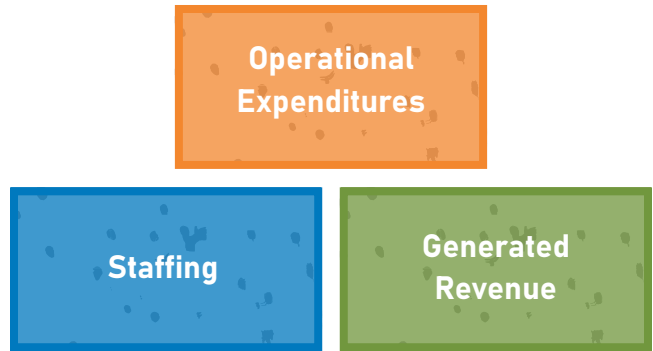 Operational
Expenditures
Staffing
Generated
Revenue